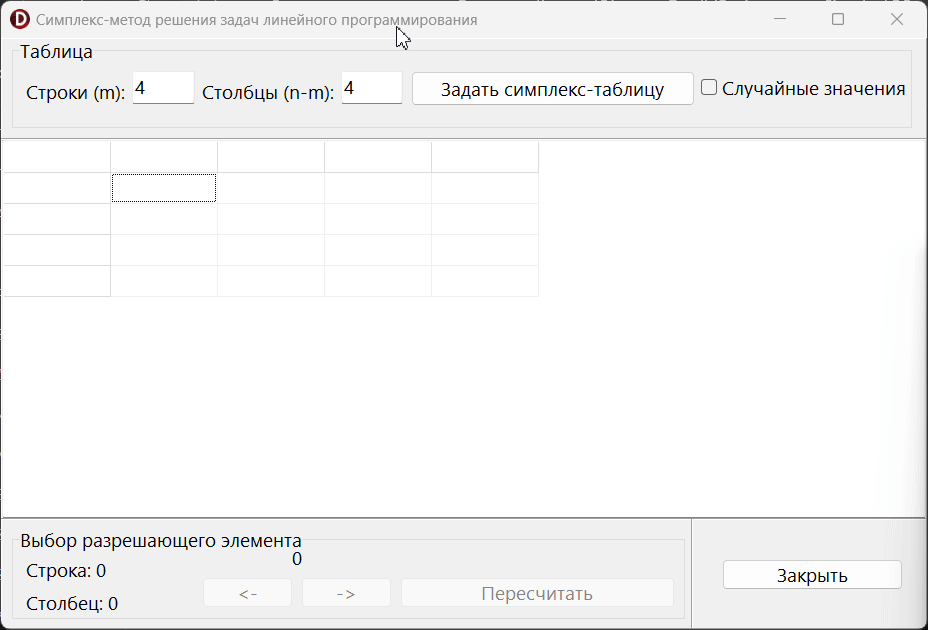 Симплекс-метод решения задач линейного программирования
Таблица
Строки (m): 4 Столбцы (n-m): 4 Задать симплекс-таблицу Случайные значения
Выбор разрешающего элемента
0
Строка: 0
Столбец: 0 <- -> Пересчитать
Закрыть